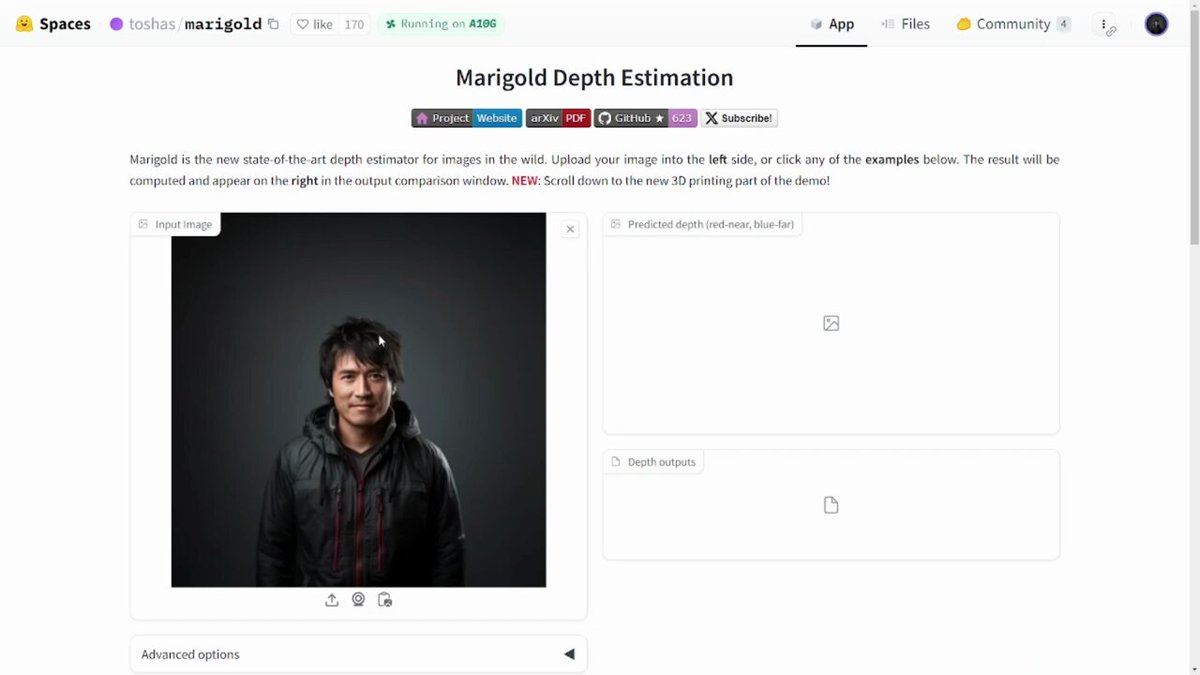 Spaces toshas/marigold like 170 Running on A10G App Files Community 4
Marigold Depth Estimation
Project Website arXiv PDF GitHub ★ 623 X Subscribe!
Marigold is the new state-of-the-art depth estimator for images in the wild. Upload your image into the left side, or click any of the examples below. The result will be
computed and appear on the right in the output comparison window. NEW: Scroll down to the new 3D printing part of the demo!
Input Image
Predicted depth (red-near, blue-far)
Depth outputs
Advanced options